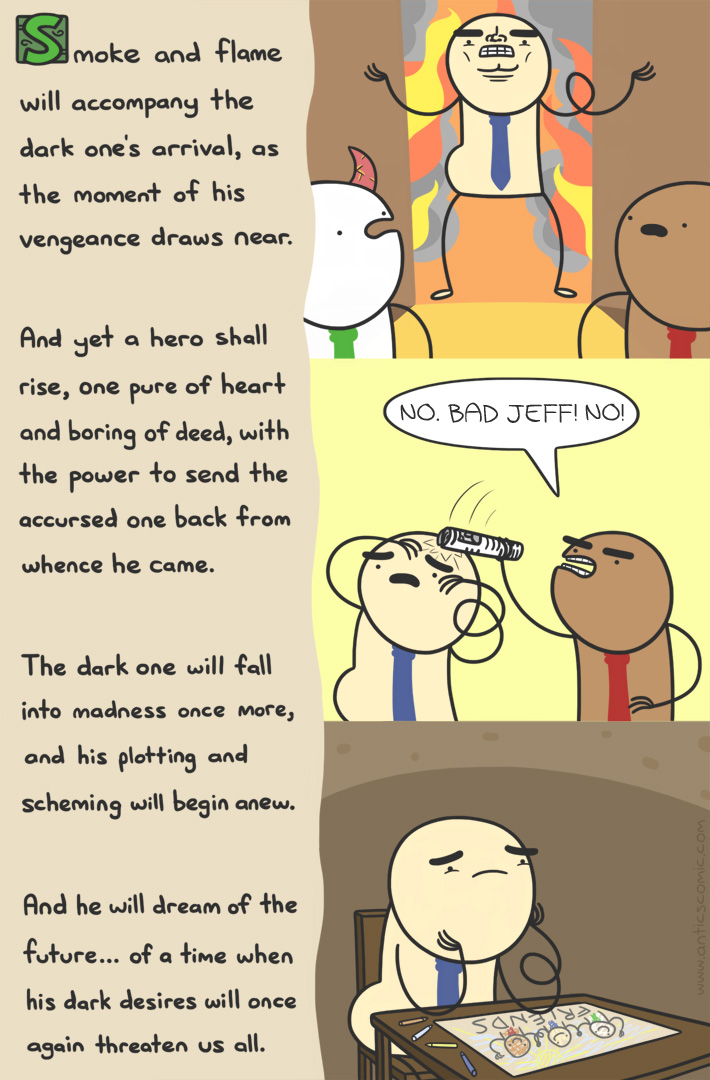 Smoke and flame
will accompany the
dark one's arrival, as
the moment of his
vengeance draws near.
And yet a hero shall
rise, one pure of heart
and boring of deed, with
the power to send the
accursed one back from
whence he came.
NO. BAD JEFF! NO!
The dark one will fall
into madness once more,
and his plotting and
scheming will begin anew.
And he will dream of the
future... of a time when
his dark desires will once
again threaten us all.
FRIENDS
www.anticscomic.com